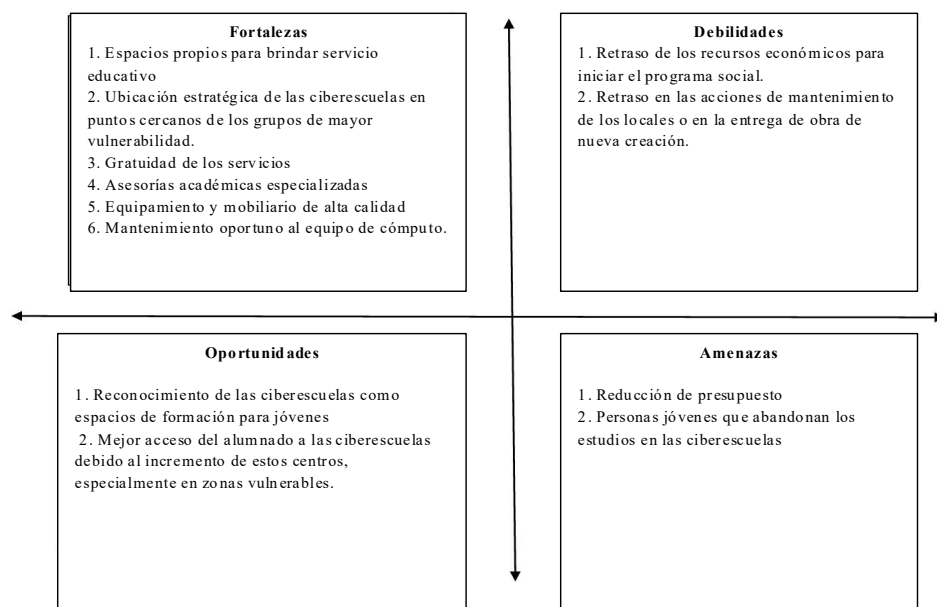 Fortalezas
1. Espacios propios para brindar servicio
educativo
2. Ubicación estratégica de las ciberescuelas en
puntos cercanos de los grupos de mayor
vulnerabilidad.
3. Gratuidad de los servicios
4. Asesorías académicas especializadas
5. Equipamiento y mobiliario de alta calidad
6. Mantenimiento oportuno al equipo de cómputo.
Debilidades
1. Retraso de los recursos económicos para
iniciar el programa social.
2. Retraso en las acciones de mantenimiento
de los locales o en la entrega de obra de
nueva creación.
Oportunidades
1. Reconocimiento de las ciberescuelas como
espacios de formación para jóvenes
2. Mejor acceso del alumnado a las ciberescuelas
debido al incremento de estos centros,
especialmente en zonas vulnerables.
Amenazas
1. Reducción de presupuesto
2. Personas jóvenes que abandonan los
estudios en las ciberescuelas